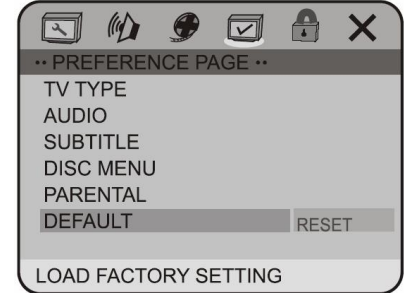 ·· PREFERENCE PAGE ··
TV TYPE
AUDIO
SUBTITLE
DISC MENU
PARENTAL
DEFAULT RESET
LOAD FACTORY SETTING